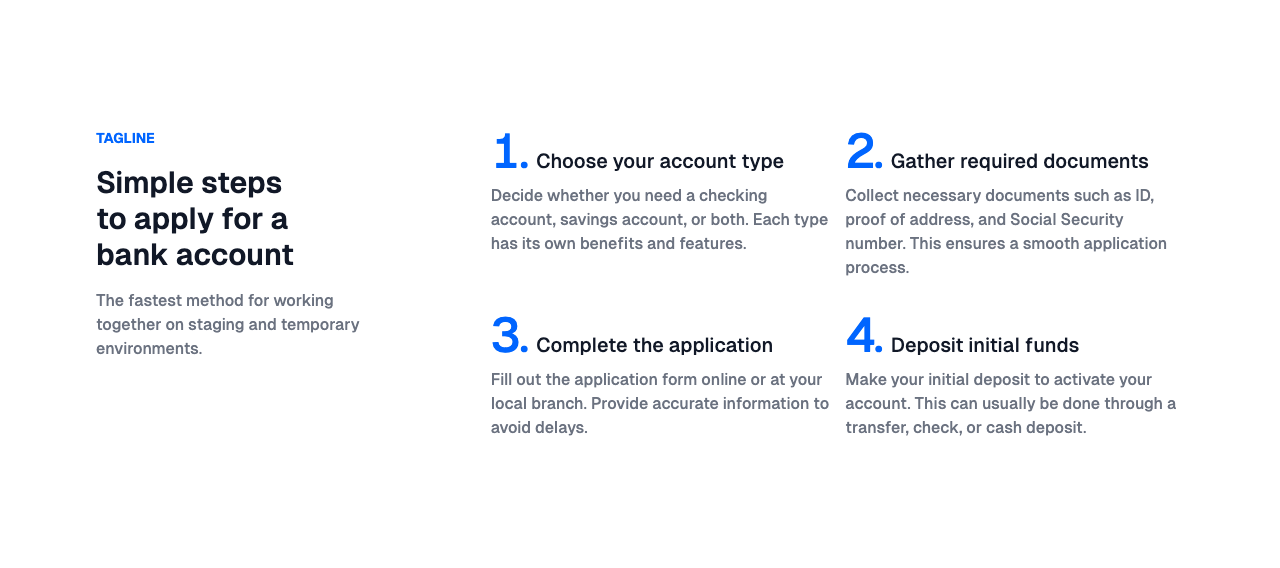 TAGLINE
Simple steps
to apply for a
bank account
The fastest method for working
together on staging and temporary
environments.
1. Choose your account type
Decide whether you need a checking
account, savings account, or both. Each type
has its own benefits and features.
2. Gather required documents
Collect necessary documents such as ID,
proof of address, and Social Security
number. This ensures a smooth application
process.
3. Complete the application
Fill out the application form online or at your
local branch. Provide accurate information to
avoid delays.
4. Deposit initial funds
Make your initial deposit to activate your
account. This can usually be done through a
transfer, check, or cash deposit.